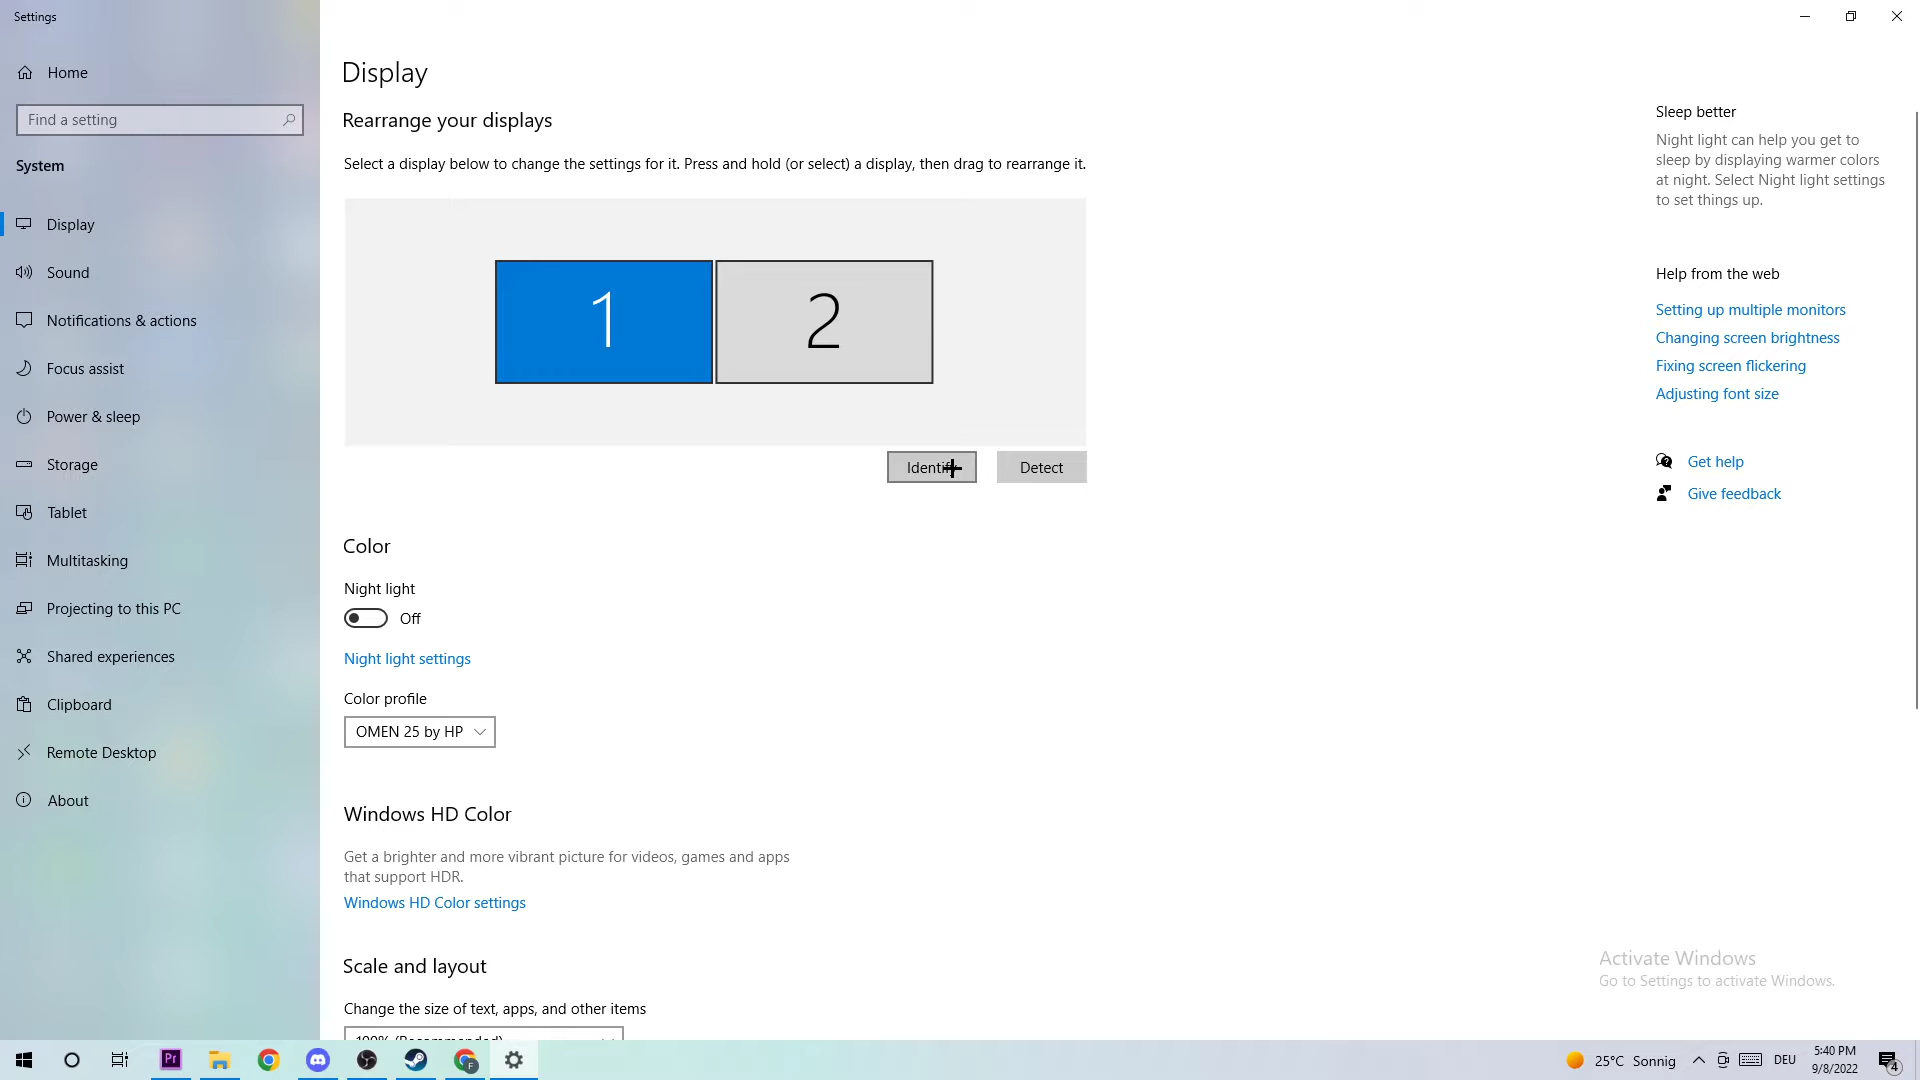 Settings
Home
Find a setting
System
Display
Sound
Notifications & actions
Focus assist
Power & sleep
Storage
Tablet
Multitasking
Projecting to this PC
Shared experiences
Clipboard
Remote Desktop
About
Display
Rearrange your displays
Select a display below to change the settings for it. Press and hold (or select) a display, then drag to rearrange it.
1
2
Identify
Detect
Color
Night light
Off
Night light settings
Color profile
OMEN 25 by HP
Windows HD Color
Get a brighter and more vibrant picture for videos, games and apps
that support HDR.
Windows HD Color settings
Scale and layout
Change the size of text, apps, and other items
100% (Recommended)
Sleep better
Night light can help you get to
sleep by displaying warmer colors
at night. Select Night light settings
to set things up.
Help from the web
Setting up multiple monitors
Changing screen brightness
Fixing screen flickering
Adjusting font size
Get help
Give feedback
Activate Windows
Go to Settings to activate Windows.
Pr
F
25°C Sonnig
DEU
5:40 PM
9/8/2022
4